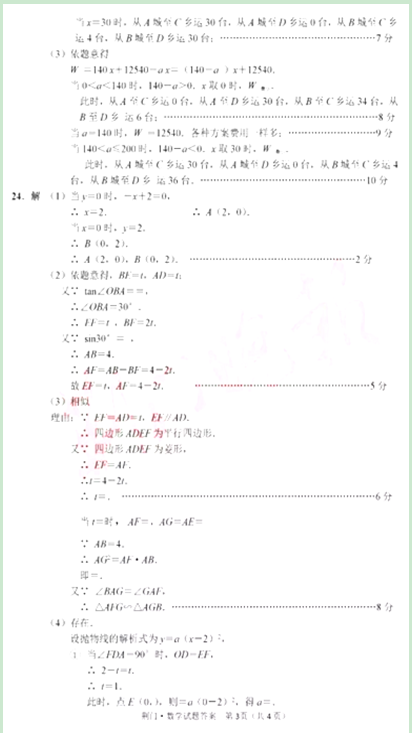 当x=30时，从A城至C乡运30台，从A城至D乡运0台，从B城至C乡
运4台，从B城至D乡运30台；…………7分
（3）依题意得
W =140x+12540-ax=（140-a ）x+12540.
当0<a<140时，140-a>0. x取0时，W 最 .
此时，从A至C乡运0台，从A至D乡运30台，从B至C乡运34台，从
B至D乡 运6台；…………8分
当a=140时，W =12540. 各种方案费用一样多；…………9分
当140<a≤200时，140-a<0. x取30时，W 最 .
此时，从A城至C乡运30台，从A城至D乡运0台，从B城至C乡运4
台，从B城至D乡 运36台. …………10分
24. 解 （1）当y=0时，-x+2=0,
∴ x=2. ∴ A（2，0）.
当x=0时，y=2.
∴ B（0，2）.
∴ A（2，0），B（0，2）. …………2分
（2）依题意得，BE=t，AD=t；
又∵ tan∠OBA==,
∴∠OBA=30°.
∴ EF=t ，BF=2t.
又∵ sin30° = .
∴ AB=4.
∴ AF=AB-BF=4-2t.
故EF=t，AF=4-2t. …………5分
（3）相似
理由：∵ EF=AD=t，EF//AD.
∴ 四边形ADEF为平行四边形.
又∵ 四边形ADEF为菱形，
∴ EF=AF.
∴t=4-2t.
∴ t=. …………6分
当t=时， AF=，AG=AE=
∵ AB=4.
∴ AG²=AF·AB.
即=.
又∵ ∠BAG=∠GAF,
∴ △AFG∽△AGB. …………8分
（4）存在.
设抛物线的解析式为y=a（x-2）²,
当∠FDA=90°时，OD=EF,
∴ 2-t=t.
∴ t=1.
此时，点E（0,），则=a（0-2）²，得a=.
荆门·数学试题答案 第3页（共4页）